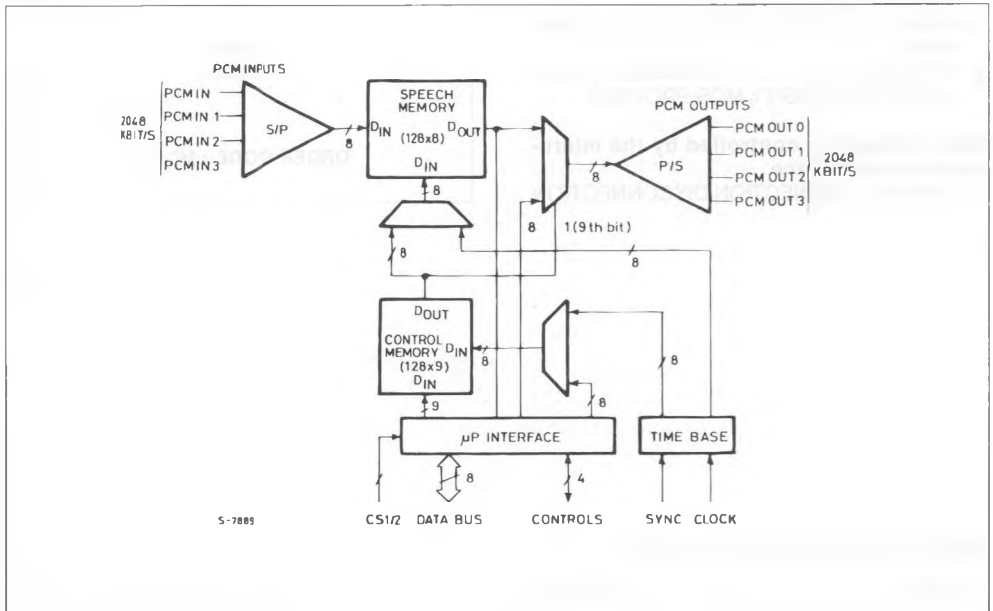 PCM INPUTS
PCM IN
PCM IN 1
PCM IN 2
PCM IN 3
2048
KBIT/S
S/P
8
SPEECH
MEMORY
DIN
DOUT
(128x8)
DIN
8
8
PCM OUTPUTS
PCM OUT 0
PCM OUT 1
PCM OUT 2
PCM OUT 3
2048
KBIT/S
P/S
8
1 (9th bit)
8
8
DOUT
CONTROL
MEMORY
DIN
(128x9)
DIN
8
9
8
8
µP INTERFACE
TIME BASE
8
4
S-7889
CS1/2
DATA BUS
CONTROLS
SYNC
CLOCK